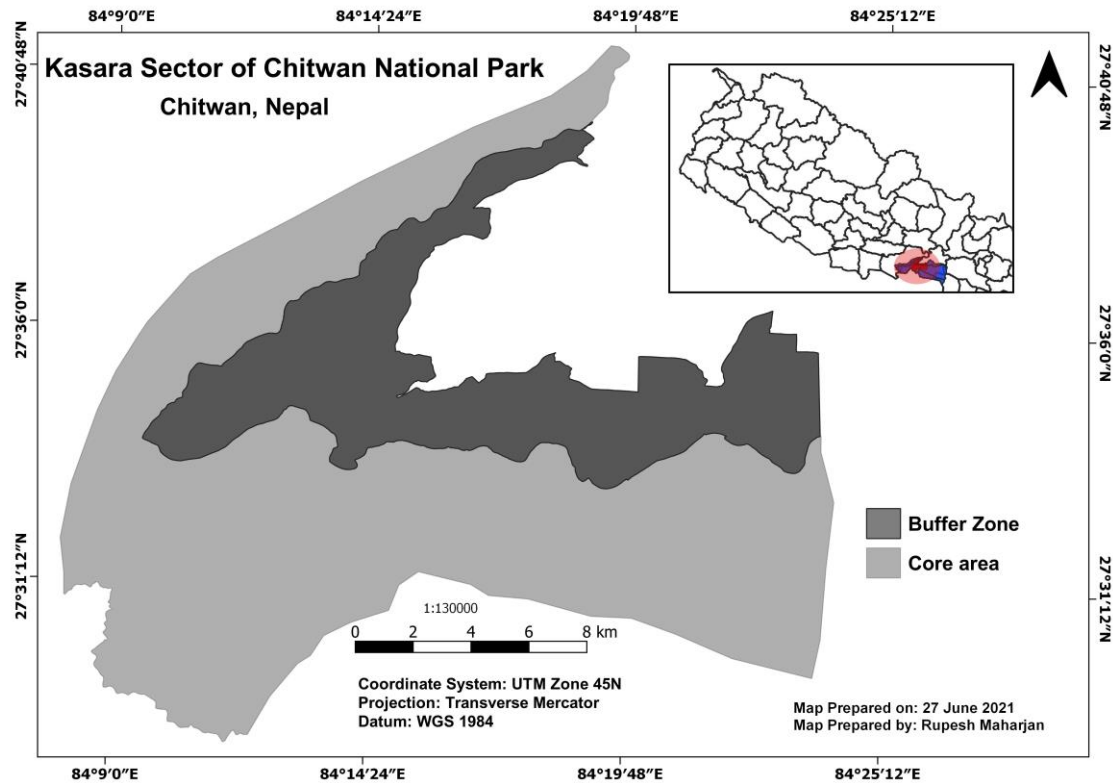 84°9′0″E 84°14′24″E 84°19′48″E 84°25′12″E
27°40′48″N
27°40′48″N
Kasara Sector of Chitwan National Park
Chitwan, Nepal
27°36′0″N
27°36′0″N
Buffer Zone
Core area
27°31′12″N
27°31′12″N
1:130000
0 2 4 6 8 km
Coordinate System: UTM Zone 45N
Projection: Transverse Mercator
Datum: WGS 1984
Map Prepared on: 27 June 2021
Map Prepared by: Rupesh Maharjan
84°9′0″E 84°14′24″E 84°19′48″E 84°25′12″E